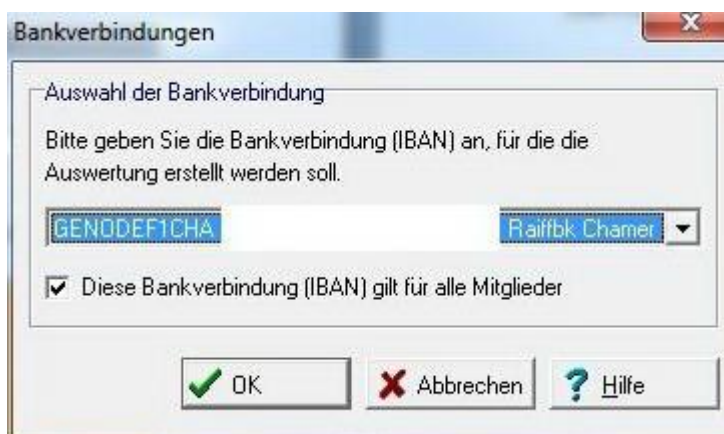 Bankverbindungen
Auswahl der Bankverbindung
Bitte geben Sie die Bankverbindung (IBAN) an, für die die
Auswertung erstellt werden soll.
GENODEF1CHA Raiffbk Chamer
Diese Bankverbindung (IBAN) gilt für alle Mitglieder
OK Abbrechen Hilfe